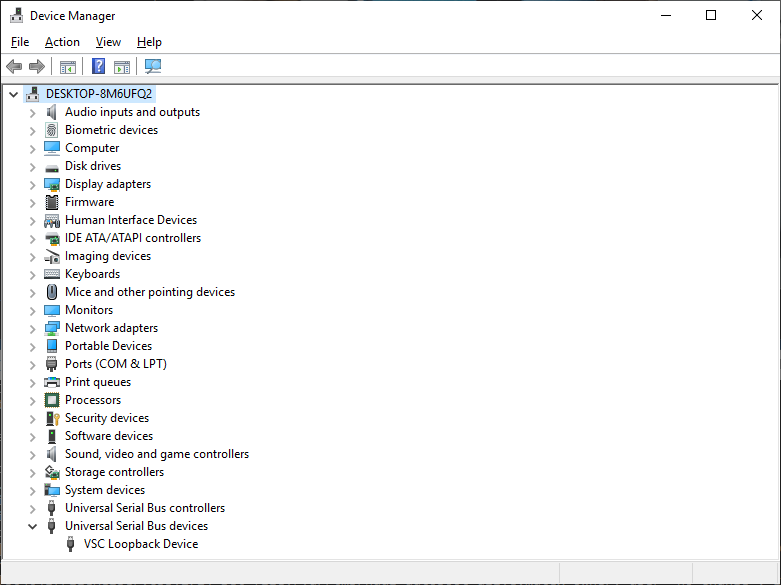 Device Manager
File Action View Help
DESKTOP-8M6UFQ2
Audio inputs and outputs
Biometric devices
Computer
Disk drives
Display adapters
Firmware
Human Interface Devices
IDE ATA/ATAPI controllers
Imaging devices
Keyboards
Mice and other pointing devices
Monitors
Network adapters
Portable Devices
Ports (COM & LPT)
Print queues
Processors
Security devices
Software devices
Sound, video and game controllers
Storage controllers
System devices
Universal Serial Bus controllers
Universal Serial Bus devices
VSC Loopback Device